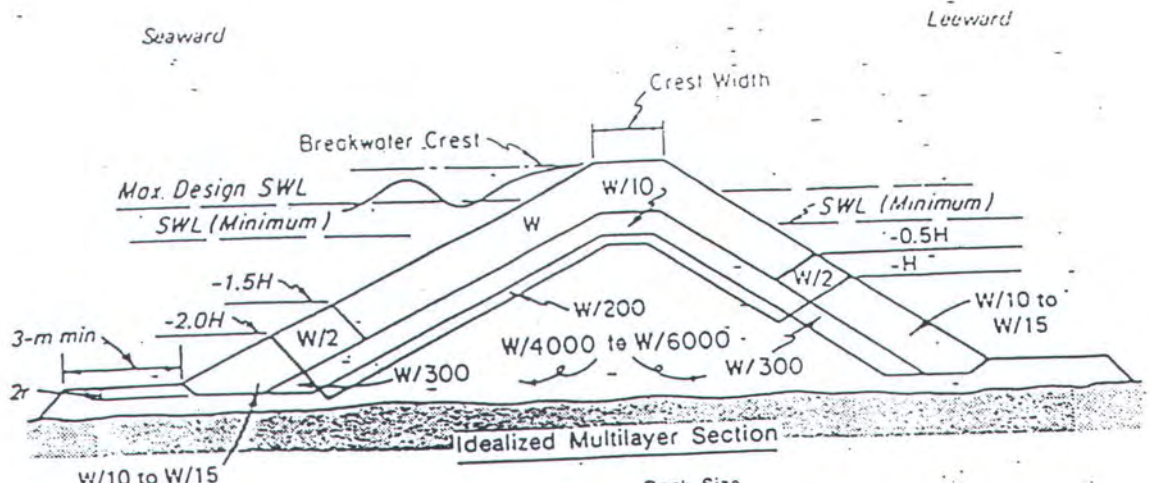 Seaward
Leeward
Crest Width
Breakwater Crest
Max. Design SWL
SWL (Minimum)
W/10
W
SWL (Minimum)
-0.5H
-H
W/2
-1.5H
-2.0H
W/2
3-m min
W/200
W/10 to
W/15
W/4000 to W/6000
W/300
W/300
2r
Idealized Multilayer Section
W/10 to W/15